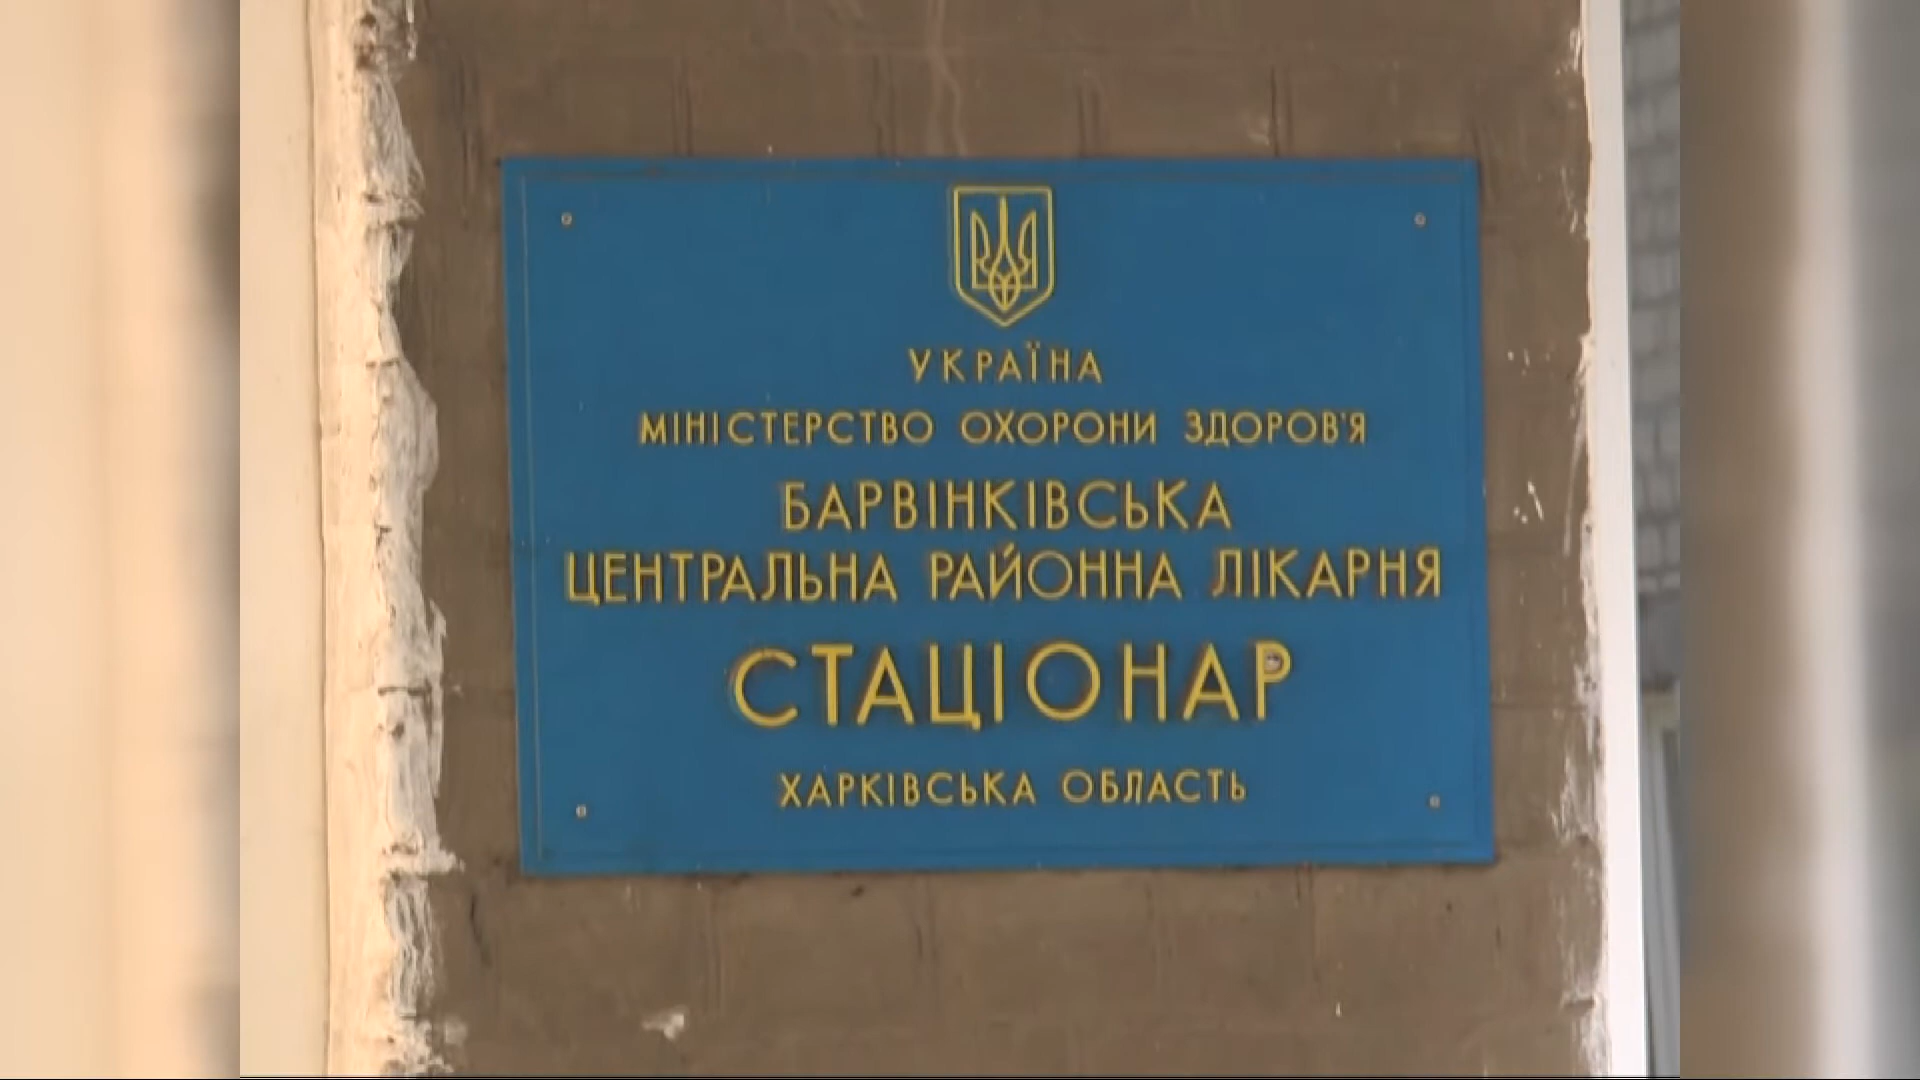 УКРАЇНА
МІНІСТЕРСТВО ОХОРОНИ ЗДОРОВ'Я
БАРВІНКІВСЬКА
ЦЕНТРАЛЬНА РАЙОННА ЛІКАРНЯ
СТАЦІОНАР
ХАРКІВСЬКА ОБЛАСТЬ